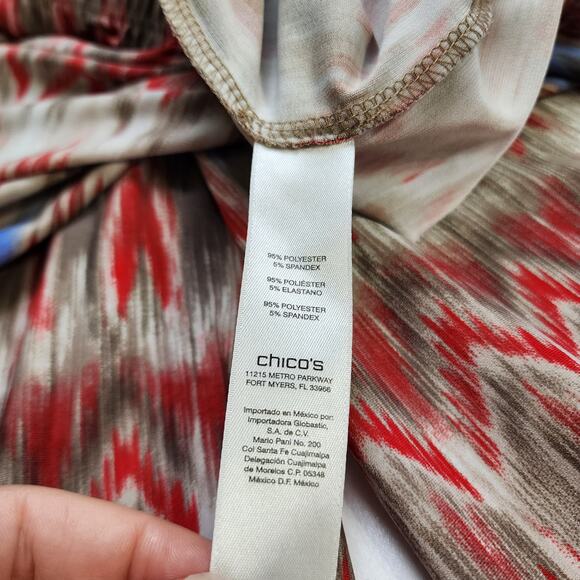 95% POLYESTER
5% SPANDEX
95% POLIÉSTER
5% ELASTANO
95% POLYESTER
5% SPANDEX
chico's
11215 METRO PARKWAY
FORT MYERS, FL 33966
Importado en México por:
Importadora Globastic,
S.A. de C.V.
Mario Pani No. 200
Col Santa Fe Cuajimalpa
Delegación Cuajimalpa
de Morelos C.P. 05348
México D.F. México